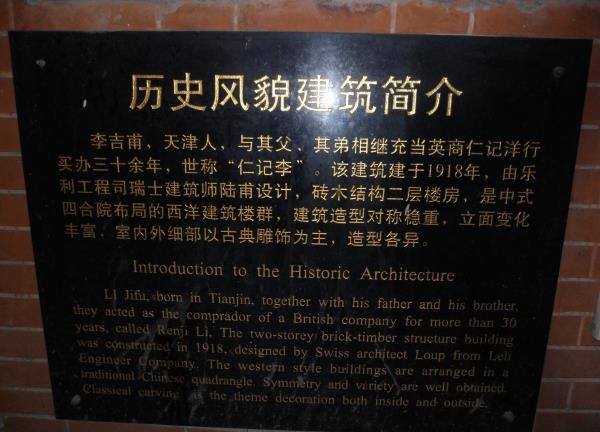 历史风貌建筑简介
李吉甫，天津人，与其父、其弟相继充当英商仁记洋行
买办三十余年，世称“仁记李”。该建筑建于1918年，由乐
利工程司瑞士建筑师陆甫设计，砖木结构二层楼房，是中式
四合院布局的西洋建筑楼群，建筑造型对称稳重，立面变化
丰富，室内外细部以古典雕饰为主，造型各异。
Introduction to the Historic Architecture
LI Jifu, born in Tianjin, together with his father and his brother,
they acted as the comprador of a British company for more than 30
years, called Renji Li, The two-storey brick-timber structure building
was constructed in 1918, designed by Swiss architect Loup from Leli
Engineer Company. The western style buildings are arranged in a
traditional Chinese quadrangle. Symmetry and variety are well obtained.
Classical carving is the theme decoration both inside and outside.